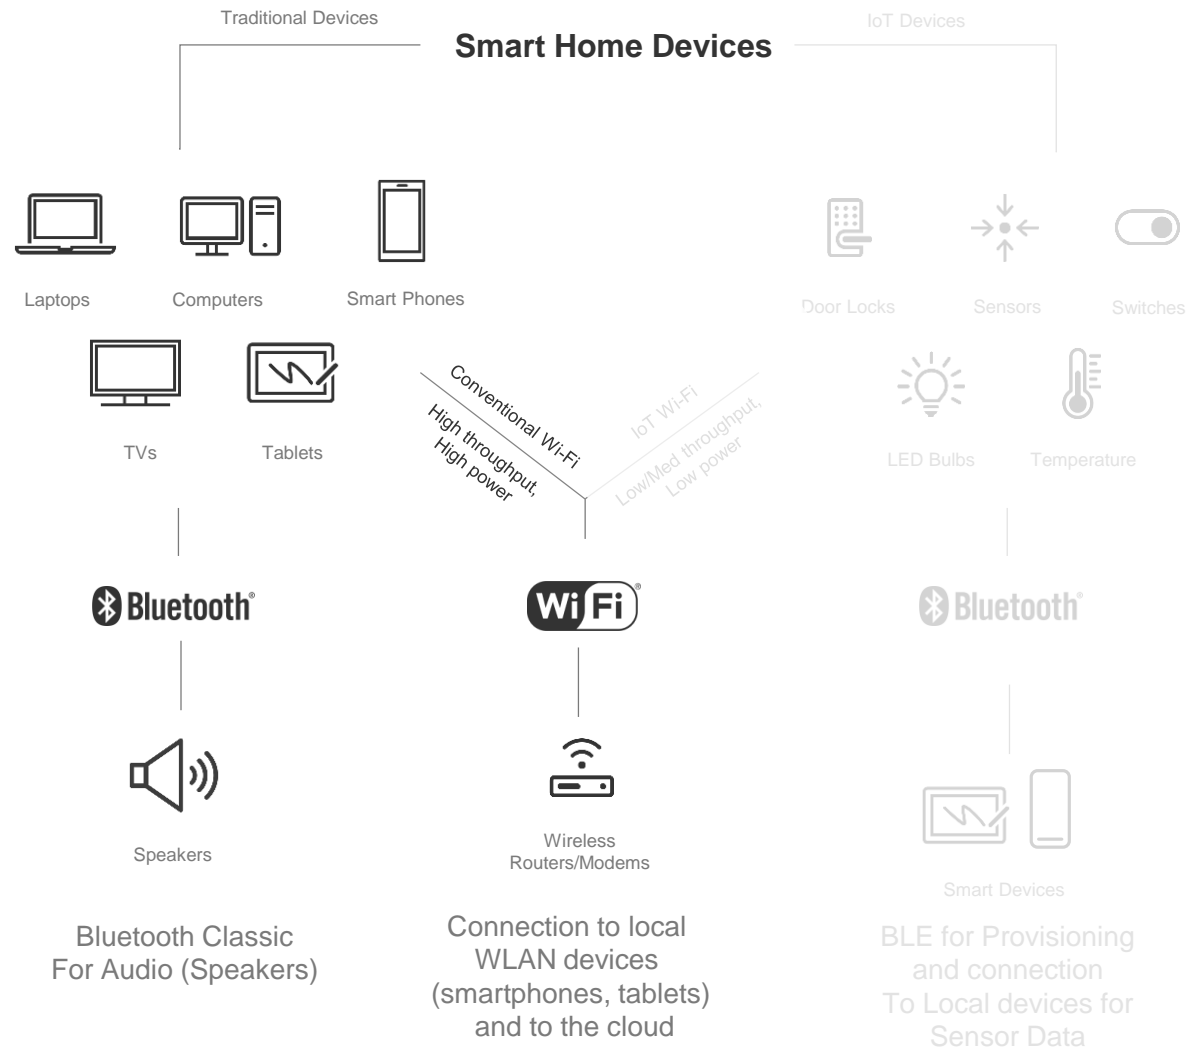 Traditional Devices
IoT Devices
Smart Home Devices
Laptops
Computers
Smart Phones
Door Locks
Sensors
Switches
TVs
Tablets
Conventional Wi-Fi
High throughput,
High power
IoT Wi-Fi
Low/Med throughput,
Low power
LED Bulbs
Temperature
Bluetooth®
Wi Fi®
Bluetooth®
Speakers
Wireless
Routers/Modems
Smart Devices
Bluetooth Classic
For Audio (Speakers)
Connection to local
WLAN devices
(smartphones, tablets)
and to the cloud
BLE for Provisioning
and connection
To Local devices for
Sensor Data